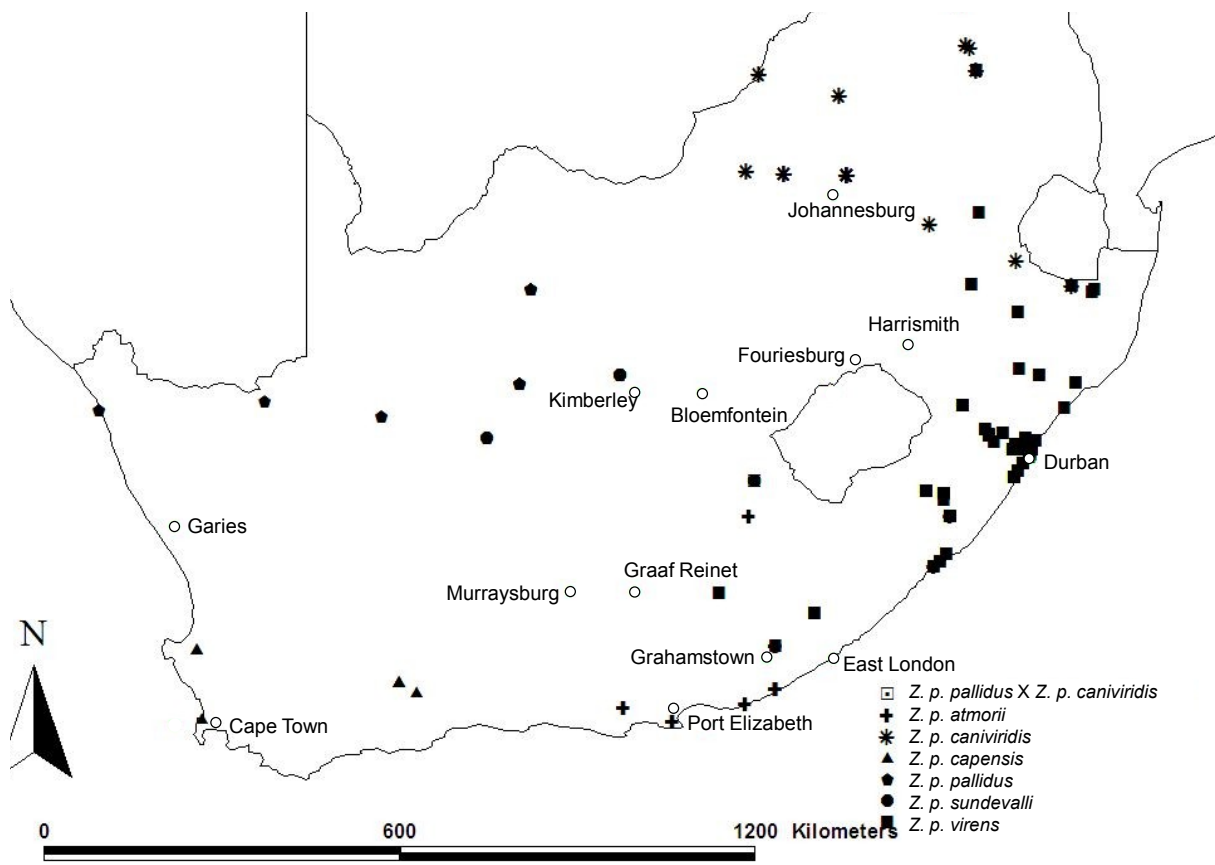 Johannesburg
Harrismith
Fouriesburg
Kimberley
Bloemfontein
Durban
Garies
Murraysburg
Graaf Reinet
N
Grahamstown
East London
Cape Town
Port Elizabeth
Z. p. pallidus X Z. p. caniviridis
Z. p. atmorii
Z. p. caniviridis
Z. p. capensis
Z. p. pallidus
Z. p. sundevalli
Z. p. virens
0 600 1200 Kilometers